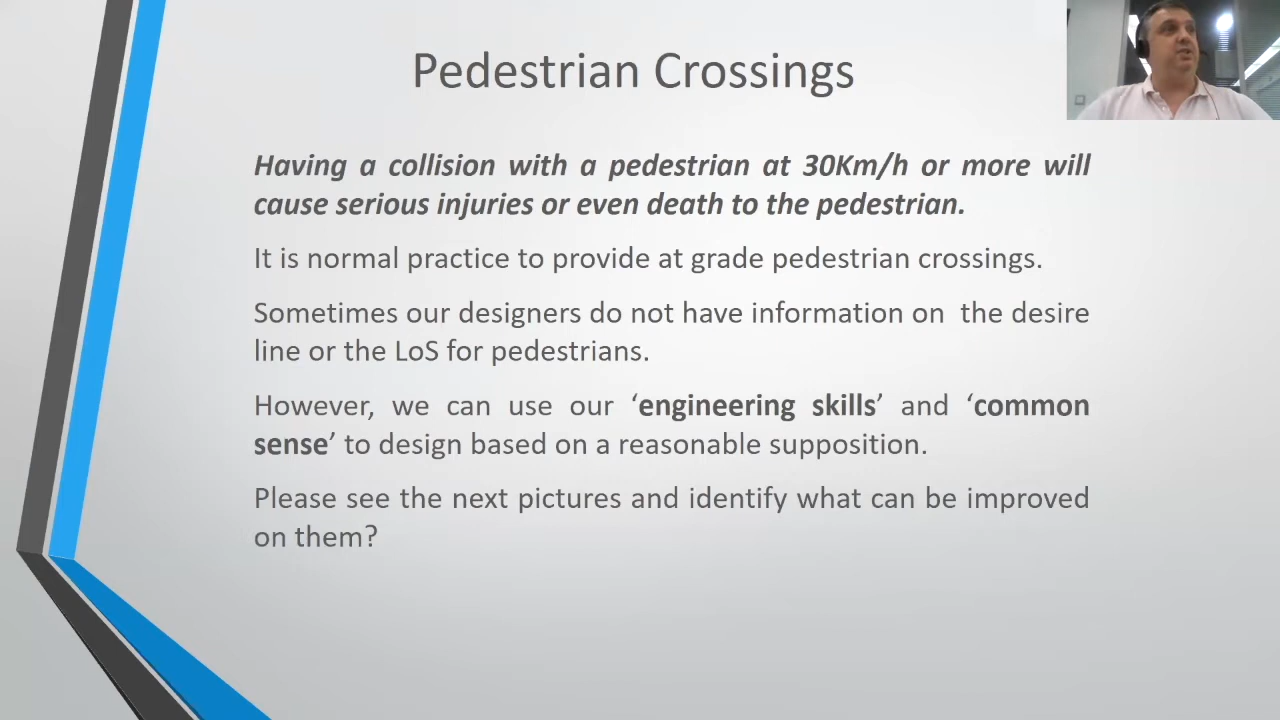 Pedestrian Crossings
Having a collision with a pedestrian at 30Km/h or more will
cause serious injuries or even death to the pedestrian.
It is normal practice to provide at grade pedestrian crossings.
Sometimes our designers do not have information on  the desire
line or the LoS for pedestrians.
However, we can use our ‘engineering skills’ and ‘common
sense’ to design based on a reasonable supposition.
Please see the next pictures and identify what can be improved
on them?